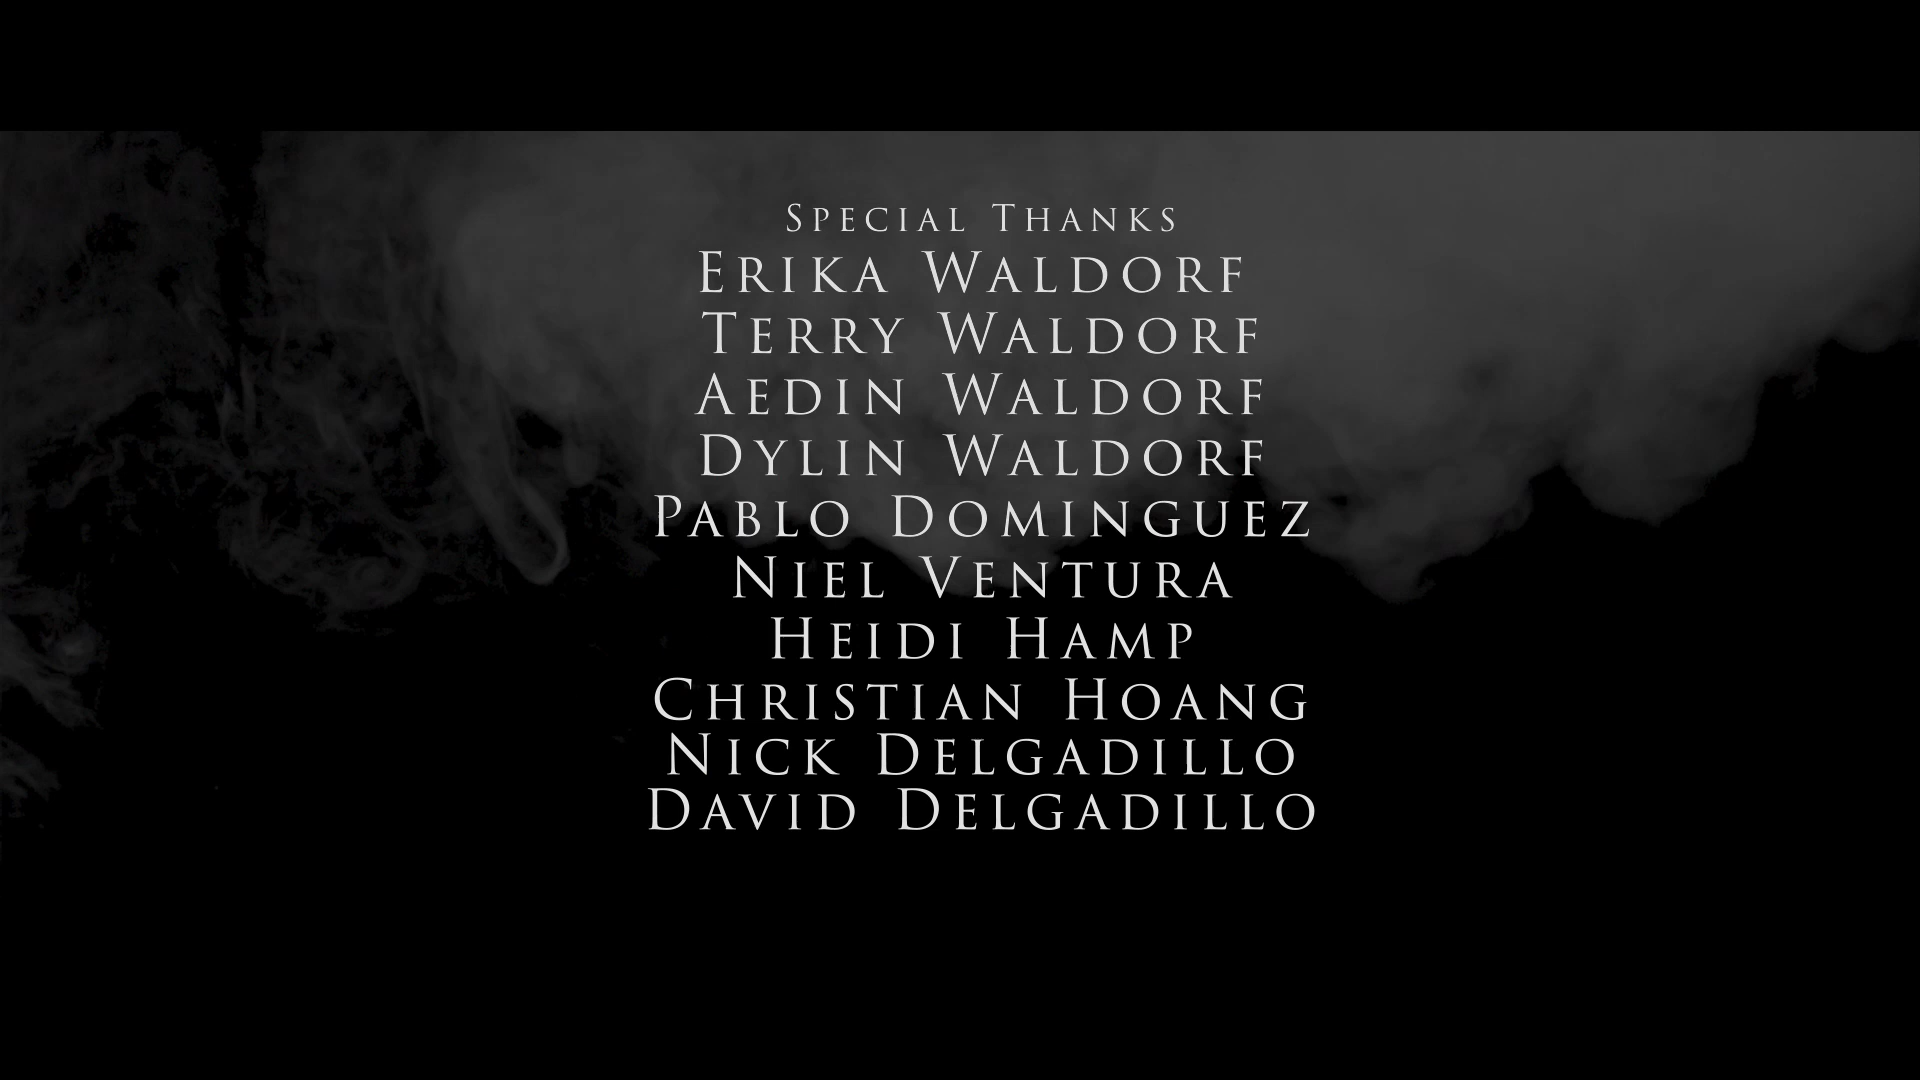 Special Thanks
Erika Waldorf
Terry Waldorf
Aedin Waldorf
Dylin Waldorf
Pablo Dominguez
Niel Ventura
Heidi Hamp
Christian Hoang
Nick Delgadillo
David Delgadillo